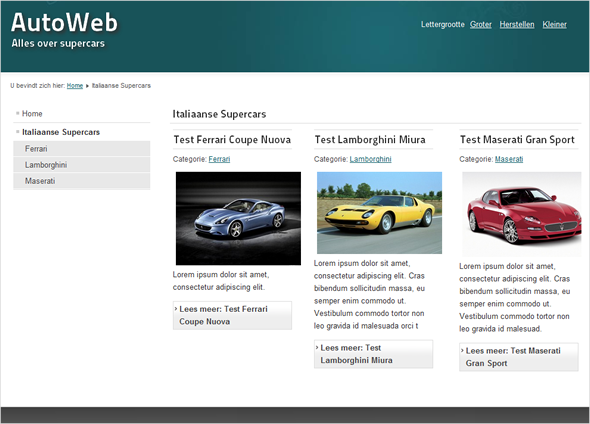 AutoWeb
Alles over supercars
Lettergrootte Groter Herstellen Kleiner
U bevindt zich hier: Home Italiaanse Supercars
Home
Italiaanse Supercars
Ferrari
Lamborghini
Maserati
Italiaanse Supercars
Test Ferrari Coupe Nuova
Categorie: Ferrari
Lorem ipsum dolor sit amet,
consectetur adipiscing elit.
Lees meer: Test Ferrari
Coupe Nuova
Test Lamborghini Miura
Categorie: Lamborghini
Lorem ipsum dolor sit amet,
consectetur adipiscing elit. Cras
bibendum sollicitudin massa, eu
semper enim commodo ut.
Vestibulum commodo tortor non
leo gravida id malesuada orci t
Lees meer: Test
Lamborghini Miura
Test Maserati Gran Sport
Categorie: Maserati
Lorem ipsum dolor sit amet,
consectetur adipiscing elit. Cras
bibendum sollicitudin massa, eu
semper enim commodo ut.
Vestibulum commodo tortor non
leo gravida id malesuad.
Lees meer: Test Maserati
Gran Sport